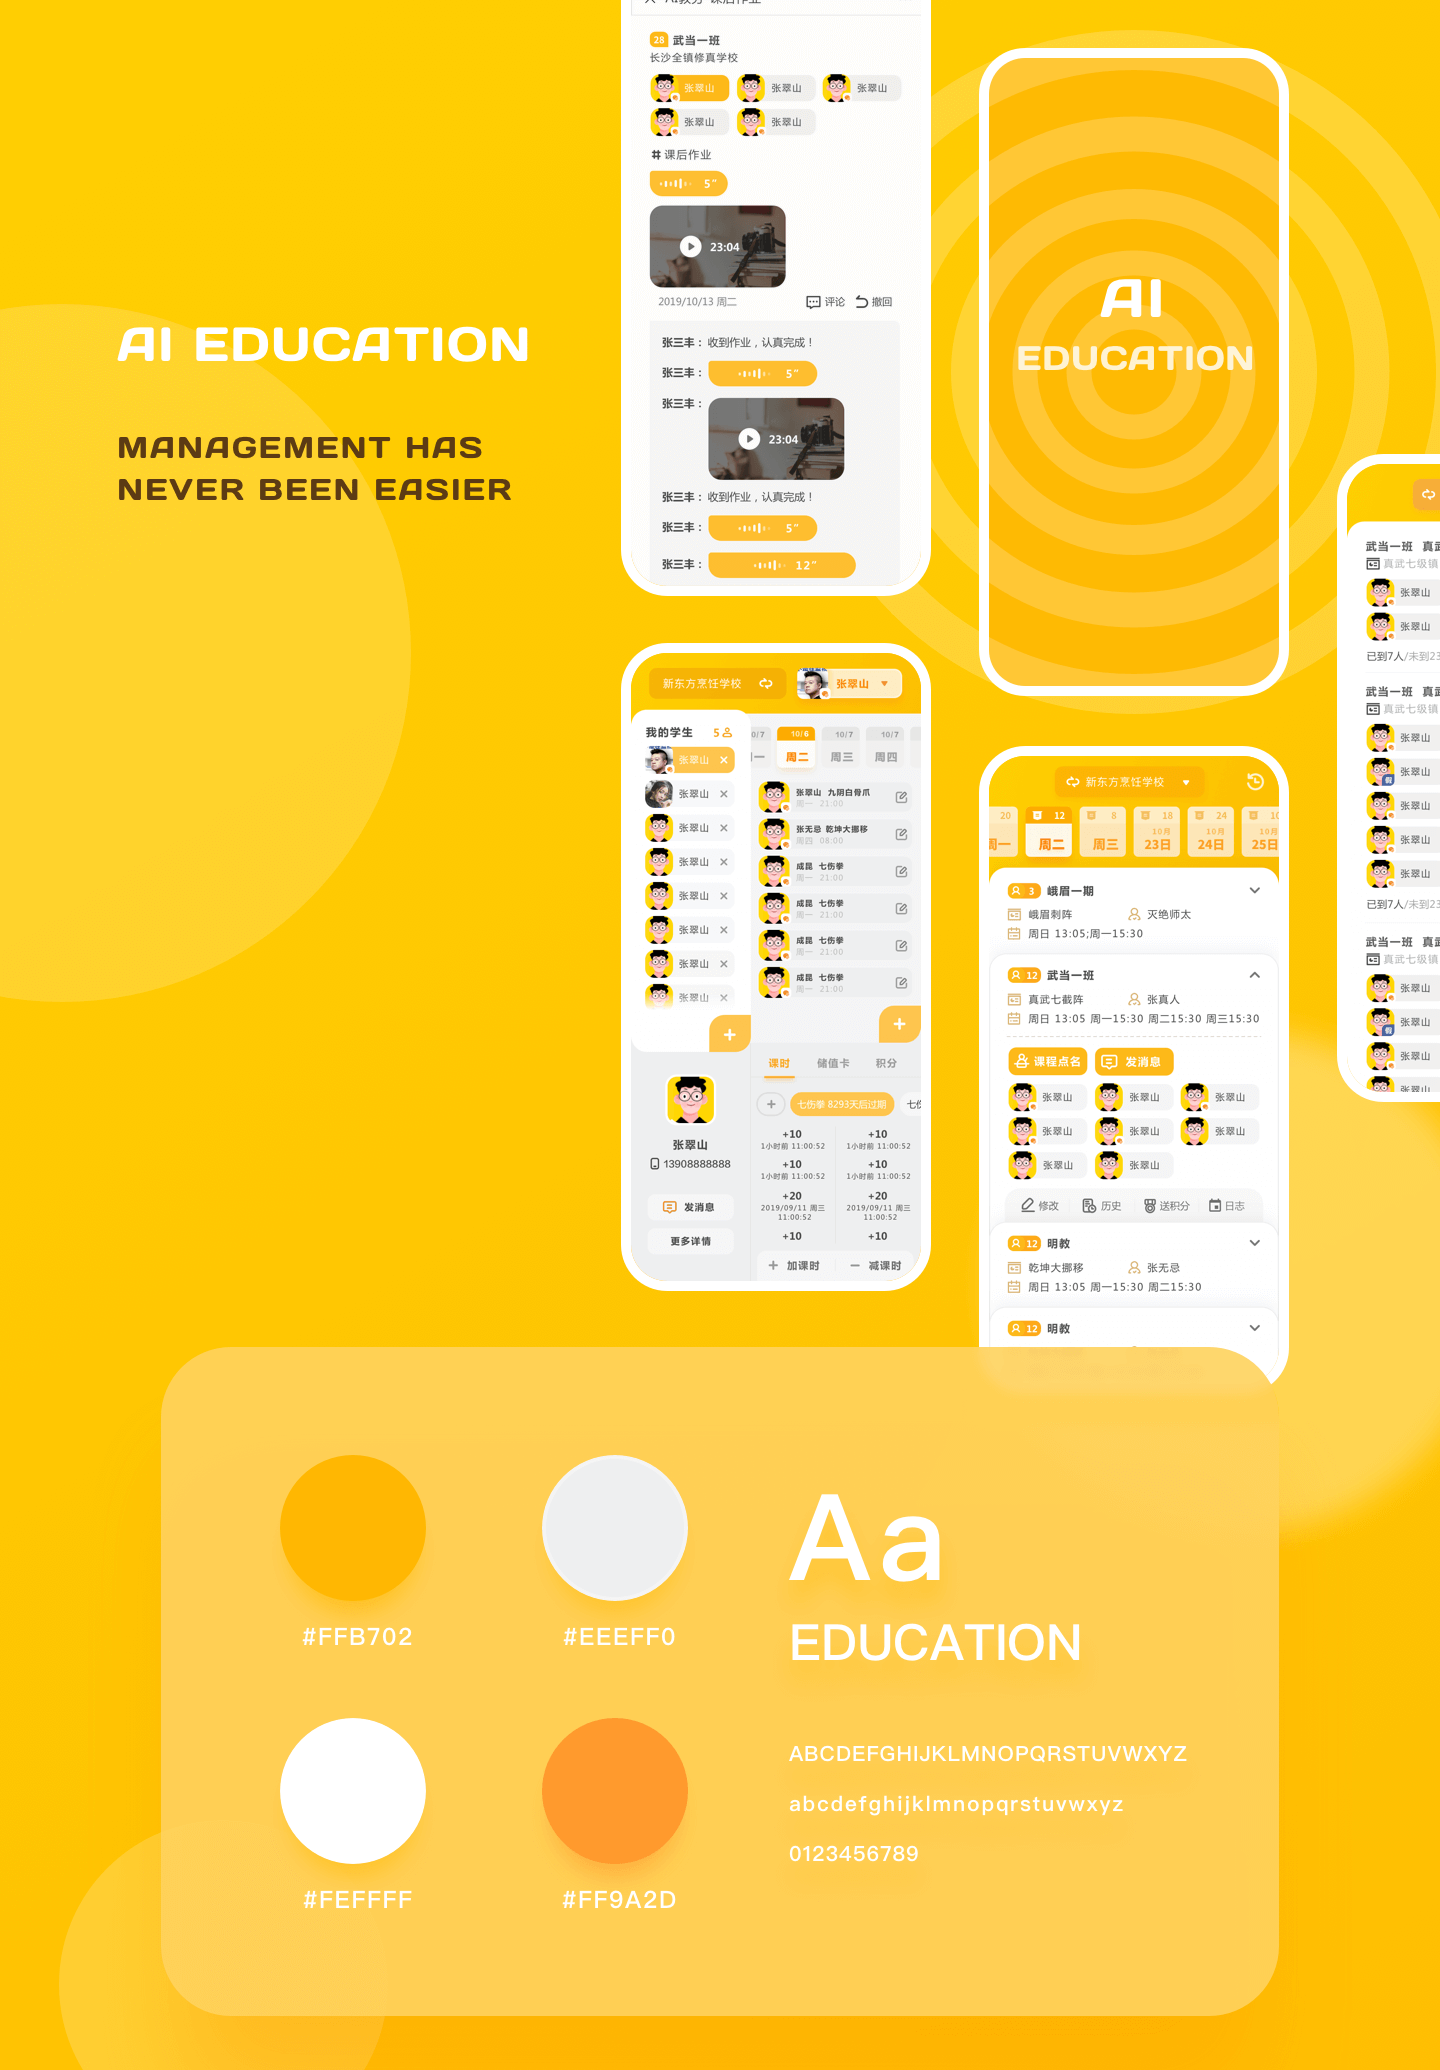 AI EDUCATION
MANAGEMENT HAS
NEVER BEEN EASIER
28 武当一班
长沙全镇修真学校
张翠山 张翠山 张翠山
张翠山 张翠山
# 课后作业
5"
23:04
2019/10/13 周二 评论 撤回
张三丰： 收到作业，认真完成！
张三丰： 5"
张三丰： 23:04
张三丰： 收到作业，认真完成！
张三丰： 5"
张三丰： 12"
AI
EDUCATION
新东方烹饪学校 张翠山
我的学生 5
张翠山
张翠山
张翠山
张翠山
张翠山
张翠山
张翠山
张翠山
0/7 10/6 10/7 10/7
一 周二 周三 周四
张翠山 九阴白骨爪
周一 21:00
张无忌 乾坤大挪移
周四 08:00
成昆 七伤拳
周一 21:00
成昆 七伤拳
周一 21:00
成昆 七伤拳
周一 21:00
成昆 七伤拳
周一 21:00
张翠山
13908888888
发消息
更多详情
课时 储值卡 积分
七伤拳 8293天后过期 七伤
+10 +10
1小时前 11:00:52 1小时前 11:00:52
+10 +10
1小时前 11:00:52 1小时前 11:00:52
+20 +20
2019/09/11 周三 2019/09/11 周三
11:00:52 11:00:52
+10 +10
加课时 减课时
新东方烹饪学校
20 12 8 18 24 10
周一 周二 周三 10月 23日 10月 24日 10月 25日
3 峨眉一期
峨眉刺阵 灭绝师太
周日 13:05;周一15:30
12 武当一班
真武七截阵 张真人
周日 13:05 周一15:30 周二15:30 周三15:30
课程点名 发消息
张翠山 张翠山 张翠山
张翠山 张翠山 张翠山
张翠山 张翠山
修改 历史 送积分 日志
12 明教
乾坤大挪移 张无忌
周日 13:05 周一15:30 周二15:30
12 明教
武当一班 真武
真武七级镇
张翠山
张翠山
已到7人/未到23
武当一班 真武
真武七级镇
张翠山
张翠山 假
张翠山
张翠山
张翠山
已到7人/未到23
武当一班 真武
真武七级镇
张翠山
张翠山 假
张翠山
张翠山
#FFB702 #EEEFF0
#FEFFFF #FF9A2D
Aa
EDUCATION
ABCDEFGHIJKLMNOPQRSTUVWXYZ
abcdefghijklmnopqrstuvwxyz
0123456789